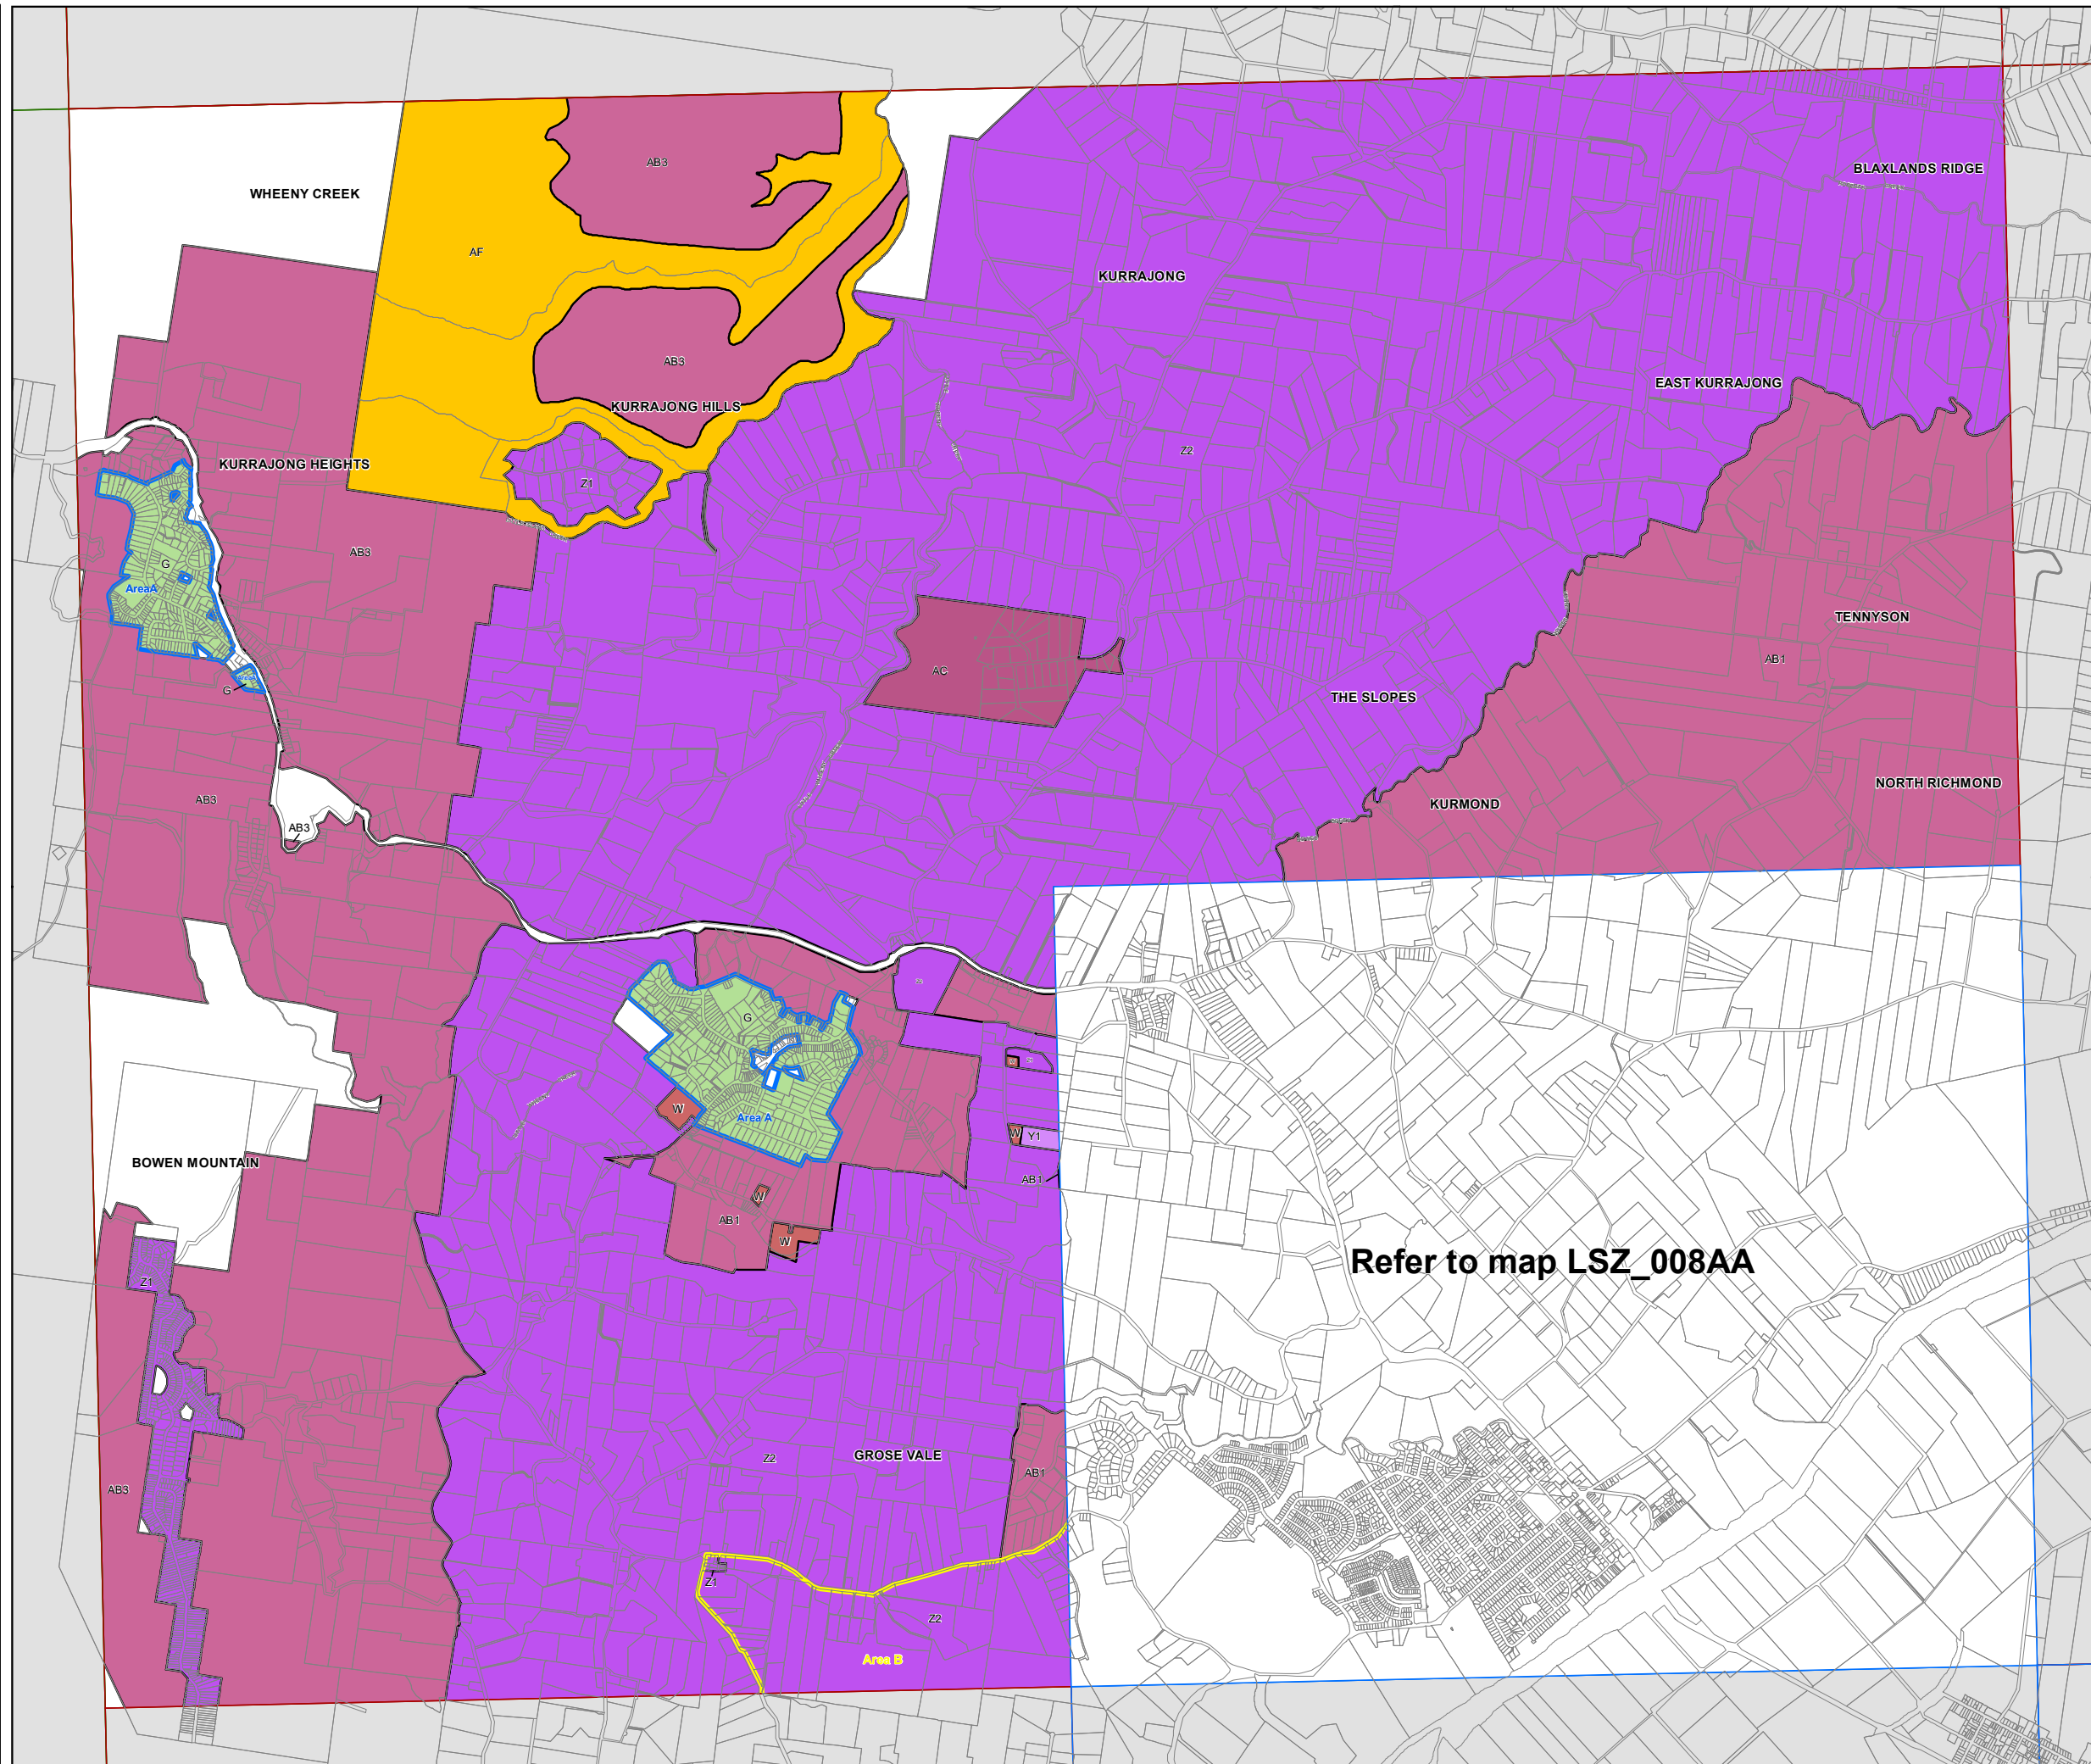 BLAXLANDS RIDGE
AB3
WHEENY CREEK
AF
KURRAJONG
AB3
EAST KURRAJONG
KURRAJONG HILLS
Z2
KURRAJONG HEIGHTS
Z1
AB3
G
AreaA
TENNYSON
AB1
AC
G
THE SLOPES
NORTH RICHMOND
AB3
KURMOND
AB3
G
W
Area A
W
Y1
BOWEN MOUNTAIN
AB1
W
AB1
W
Refer to map LSZ_008AA
Z1
GROSE VALE
Z2
AB1
AB3
Z1
Z2
Area B